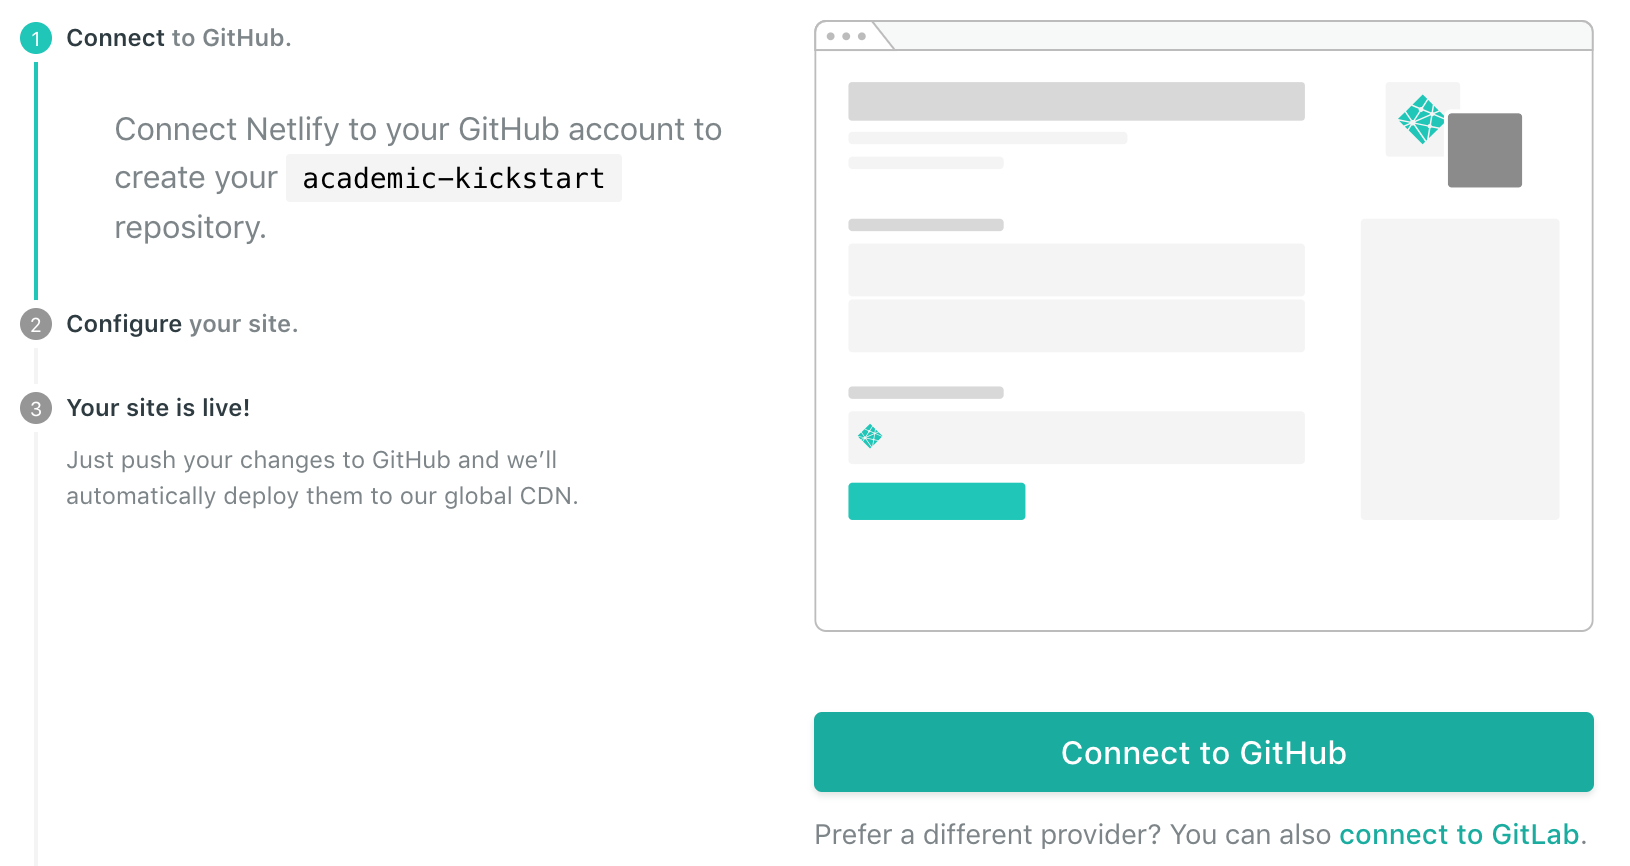 1 Connect to GitHub.
Connect Netlify to your GitHub account to
create your academic-kickstart
repository.
2 Configure your site.
3 Your site is live!
Just push your changes to GitHub and we’ll
automatically deploy them to our global CDN.
Connect to GitHub
Prefer a different provider? You can also connect to GitLab.